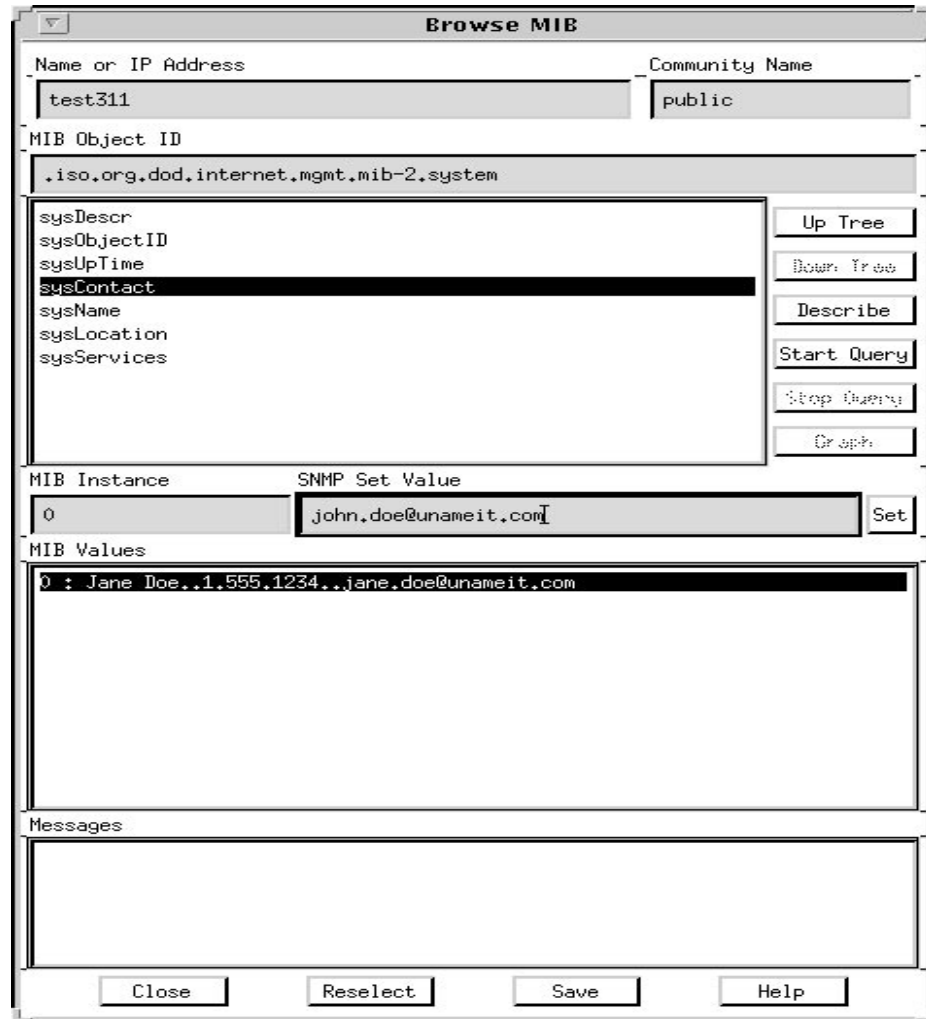 Browse MIB
Name or IP Address
Community Name
test311
public
MIB Object ID
.iso.org.dod.internet.mgmt.mib-2.system
sysDescr
sysObjectID
sysUpTime
sysContact
sysName
sysLocation
sysServices
Up Tree
Down Tree
Describe
Start Query
Stop Query
Graph
MIB Instance
SNMP Set Value
0
john.doe@unameit.com
Set
MIB Values
0 : Jane Doe..1.555.1234..jane.doe@unameit.com
Messages
Close
Reselect
Save
Help